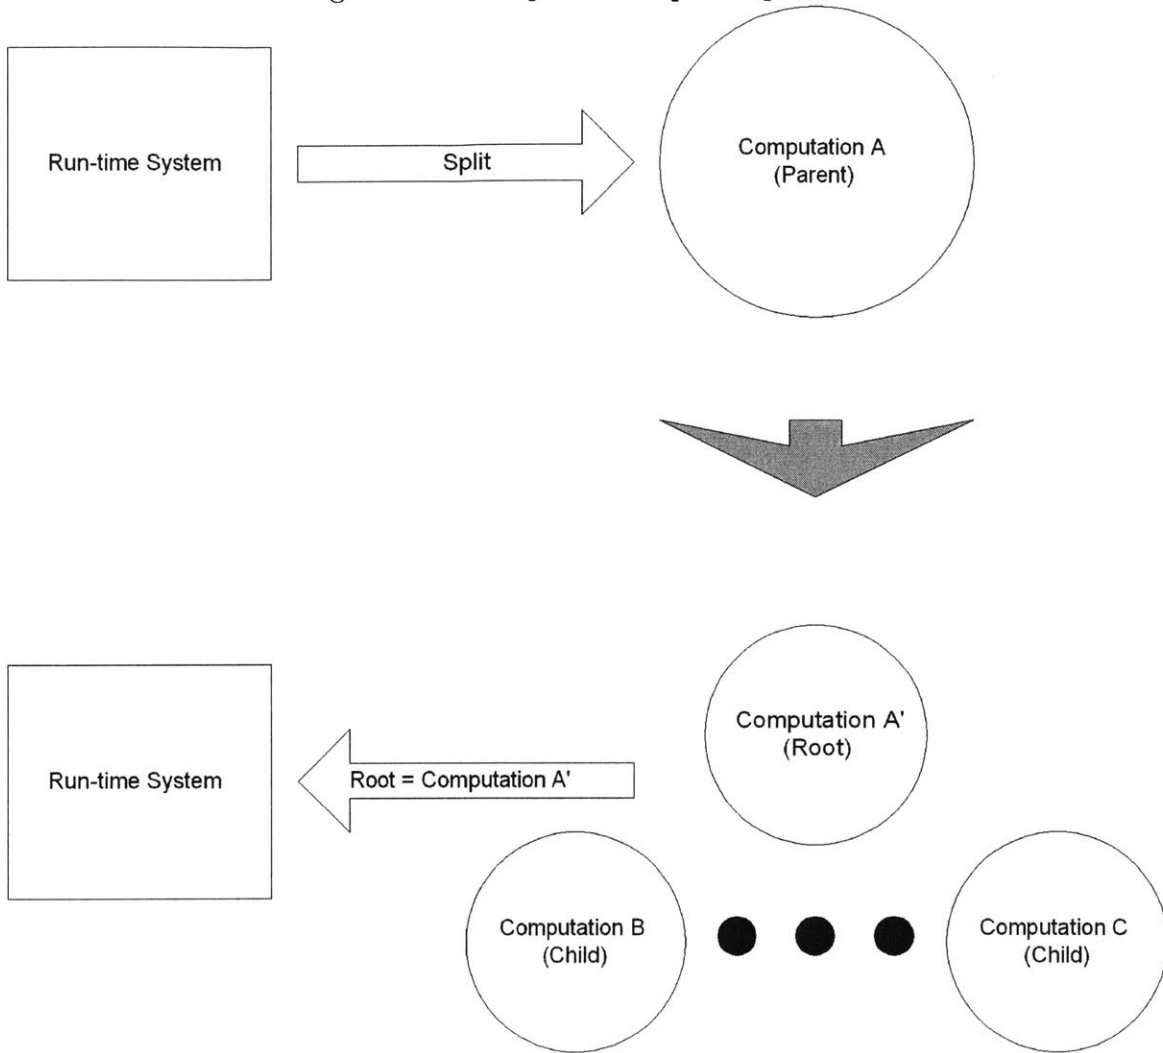 Run-time System
Split
Computation A
(Parent)
Computation A'
(Root)
Run-time System
Root = Computation A'
Computation B
(Child)
Computation C
(Child)